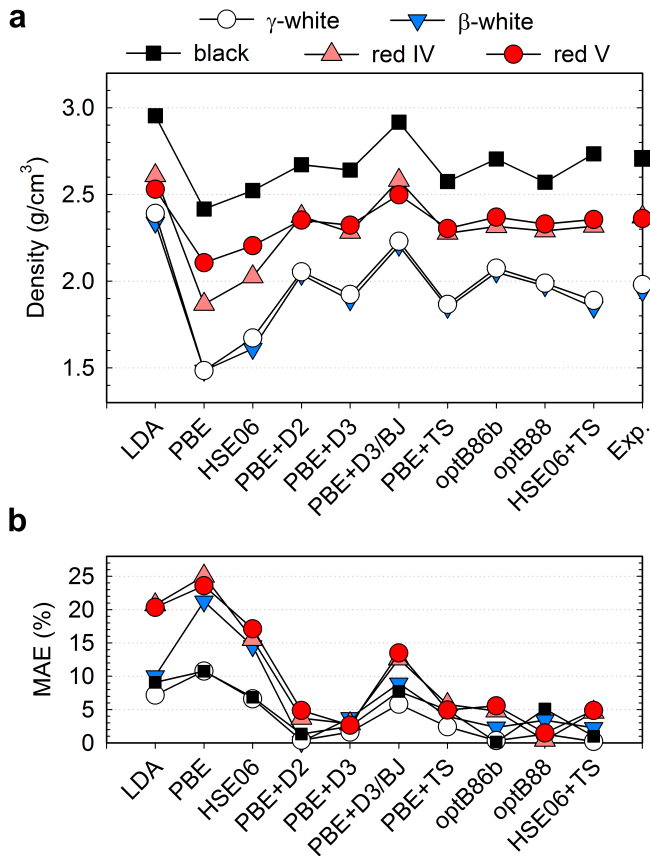 a
γ-white β-white
black red IV red V
Density (g/cm³)
3.0
2.5
2.0
1.5
LDA
PBE
HSE06
PBE+D2
PBE+D3
PBE+D3/BJ
PBE+TS
optB86b
optB88
HSE06+TS
Exp.
b
MAE (%)
25
20
15
10
5
0
LDA
PBE
HSE06
PBE+D2
PBE+D3
PBE+D3/BJ
PBE+TS
optB86b
optB88
HSE06+TS